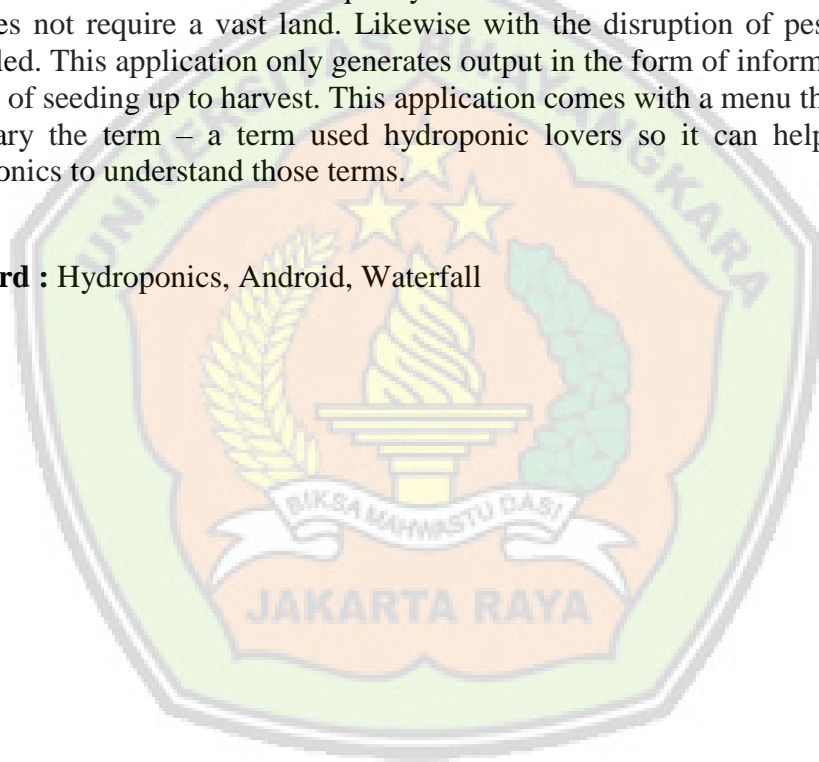 es not require a vast land. Likewise with the disruption of pes
led. This application only generates output in the form of inform
of seeding up to harvest. This application comes with a menu th
ary the term – a term used hydroponic lovers so it can help
onics to understand those terms.
rd : Hydroponics, Android, Waterfall
UNIVERSITAS BHAYANGKARA
BIKSA MAHWASTU DASI
JAKARTA RAYA